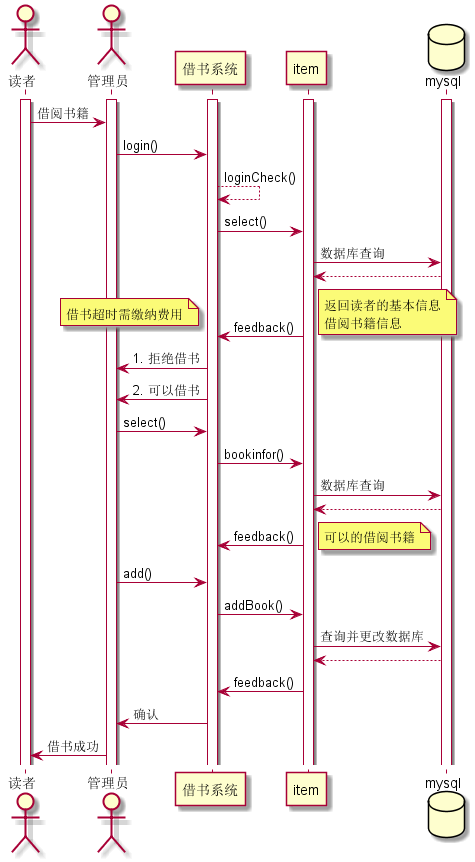 读者
管理员
借书系统
item
mysql
借阅书籍
login()
loginCheck()
select()
数据库查询
返回读者的基本信息
借阅书籍信息
借书超时需缴纳费用
feedback()
1. 拒绝借书
2. 可以借书
select()
bookinfor()
数据库查询
可以的借阅书籍
feedback()
add()
addBook()
查询并更改数据库
feedback()
确认
借书成功
读者
管理员
借书系统
item
mysql